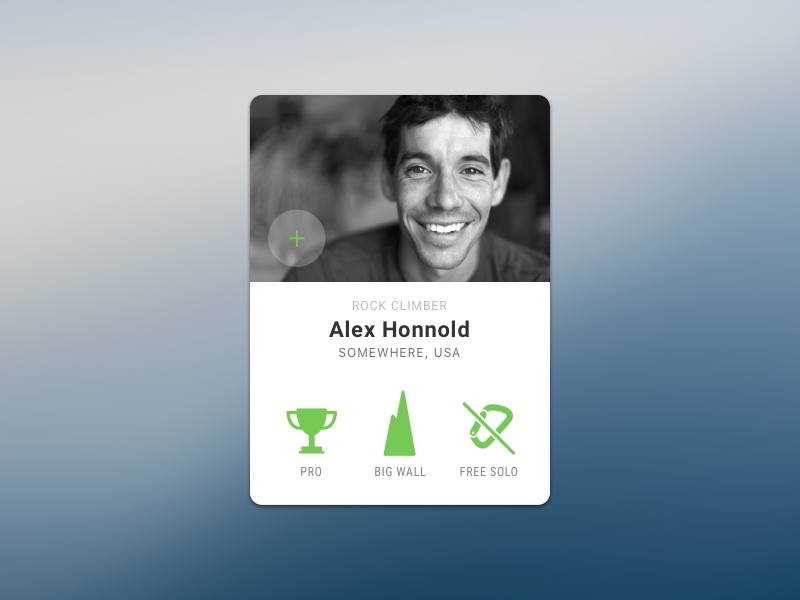 ROCK CLIMBER
Alex Honnold
SOMEWHERE, USA
PRO
BIG WALL
FREE SOLO